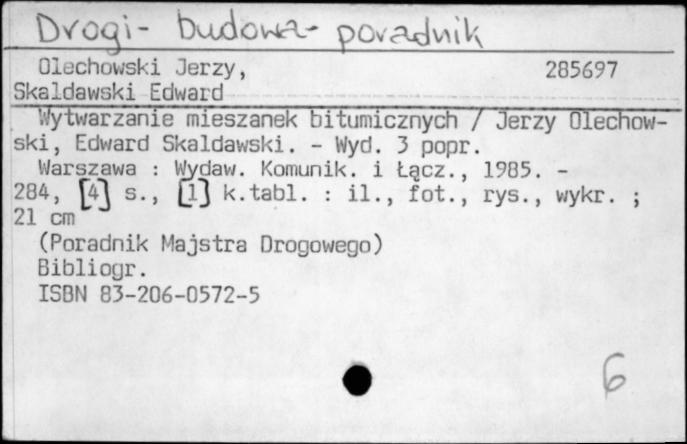 Drogi- budowa- poradnik
Olechowski Jerzy, 285697
Skaldawski Edward
Wytwarzanie mieszanek bitumicznych / Jerzy Olechow-
ski, Edward Skaldawski. - Wyd. 3 popr.
Warszawa : Wydaw. Komunik. i Łącz., 1985. -
284, [4] s., [1] k.tabl. : il., fot., rys., wykr. ;
21 cm
(Poradnik Majstra Drogowego)
Bibliogr.
ISBN 83-206-0572-5
6